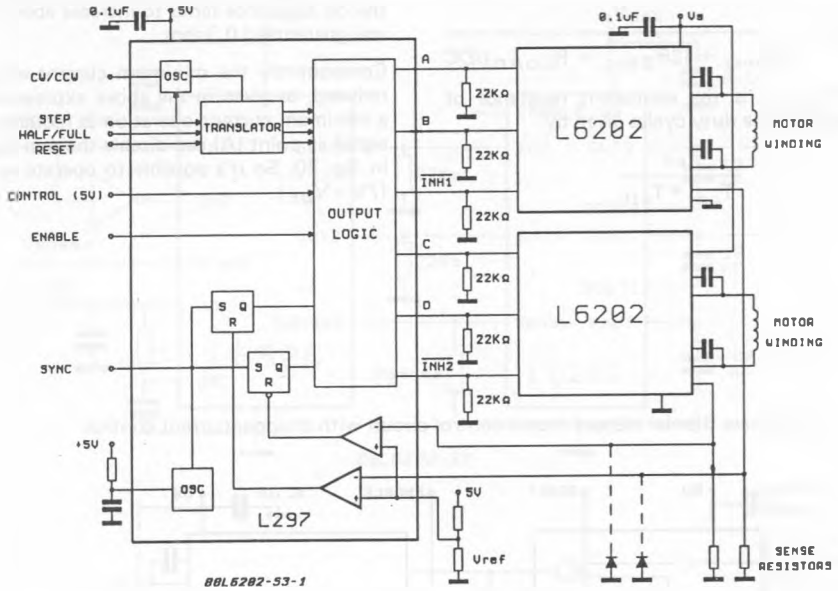 0.1uF
5V
0.1uF
Vs
CW/CCW
OSC
STEP
HALF/FULL
RESET
TRANSLATOR
CONTROL (5V)
OUTPUT
LOGIC
ENABLE
A
22KΩ
B
22KΩ
INH1
22KΩ
C
22KΩ
D
22KΩ
INH2
22KΩ
L6202
MOTOR
WINDING
L6202
MOTOR
WINDING
S Q
R
S Q
R
SYNC
+5V
OSC
L297
5V
Vref
SENSE
RESISTORS
88L6202-S3-1